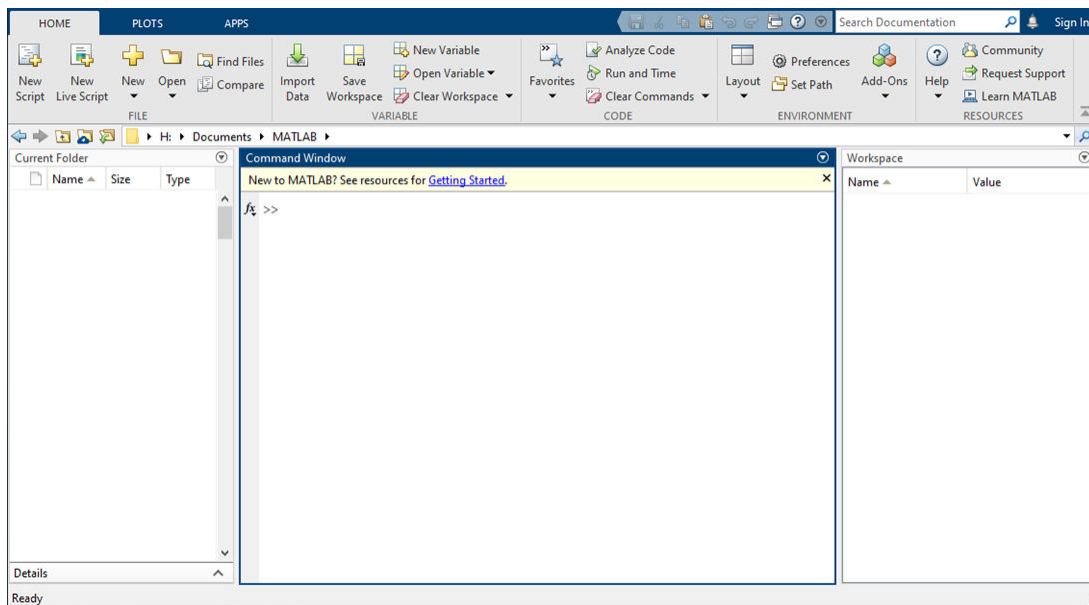 HOME PLOTS APPS Search Documentation Sign In
New Script
New Live Script
New
Open
Find Files
Compare
Import Data
Save Workspace
New Variable
Open Variable
Clear Workspace
Favorites
Analyze Code
Run and Time
Clear Commands
Layout
Preferences
Set Path
Add-Ons
Help
Community
Request Support
Learn MATLAB
FILE VARIABLE CODE ENVIRONMENT RESOURCES
H: Documents MATLAB
Current Folder
Name Size Type
Command Window
New to MATLAB? See resources for Getting Started.
fx >>
Workspace
Name Value
Details
Ready